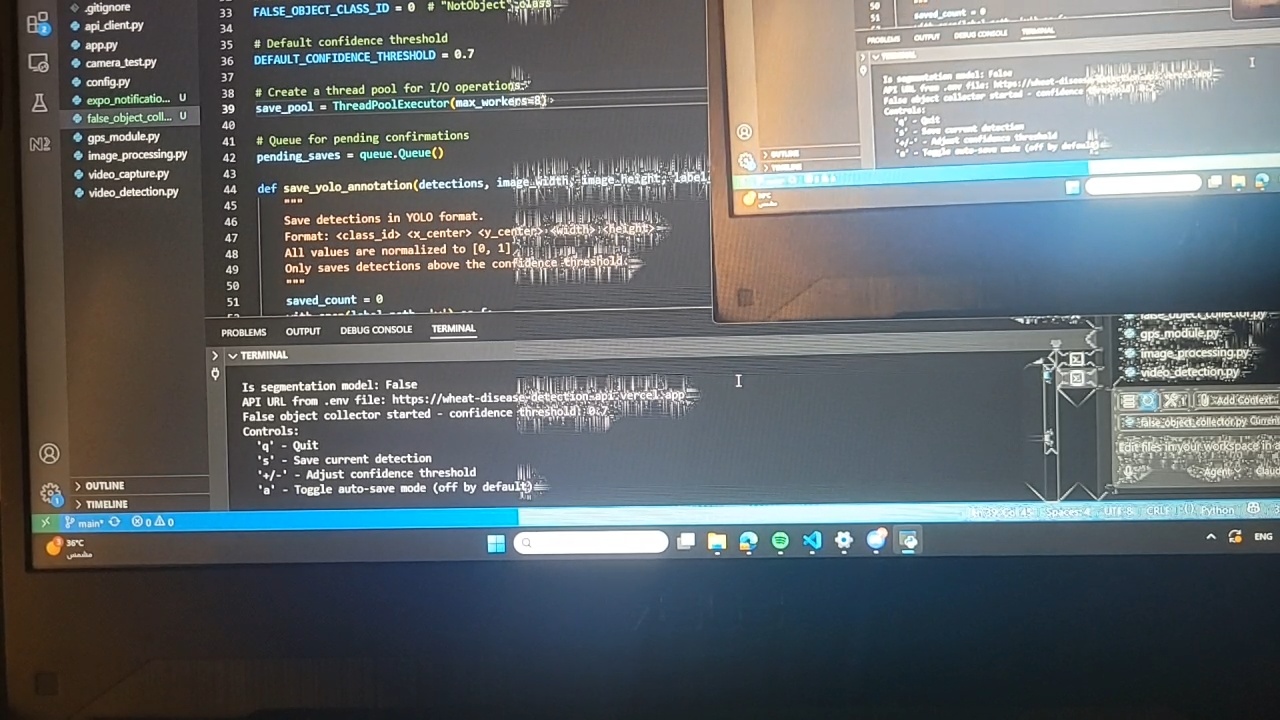 .gitignore
api_client.py
app.py
camera_test.py
config.py
expo_notificatio... U
false_object_coll... U
gps_module.py
image_processing.py
video_capture.py
video_detection.py
33 FALSE_OBJECT_CLASS_ID = 0 # "NotObject" class
34
35 # Default confidence threshold
36 DEFAULT_CONFIDENCE_THRESHOLD = 0.7
37
38 # Create a thread pool for I/O operations
39 save_pool = ThreadPoolExecutor(max_workers=8)
40
41 # Queue for pending confirmations
42 pending_saves = queue.Queue()
43
44 def save_yolo_annotation(detections, image_width, image_height, label
45 """
46 Save detections in YOLO format.
47 Format: <class_id> <x_center> <y_center> <width> <height>
48 All values are normalized to [0, 1]
49 Only saves detections above the confidence threshold.
50 """
51 saved_count = 0
PROBLEMS OUTPUT DEBUG CONSOLE TERMINAL
TERMINAL
Is segmentation model: False
API URL from .env file: https://wheat-disease-detection-api.vercel.app
False object collector started - confidence threshold: 0.7
Controls:
'q' - Quit
's' - Save current detection
'+/-' - Adjust confidence threshold
'a' - Toggle auto-save mode (off by default)
OUTLINE
TIMELINE
main* 0 0
Ln 39, Col 45 Spaces: 4 UTF-8 CRLF Python
36°C
مشمس
ENG
50
51 saved_count = 0
PROBLEMS OUTPUT DEBUG CONSOLE TERMINAL
TERMINAL
Is segmentation model: False
API URL from .env file: https://wheat-disease-detection-api.vercel.app
False object collector started - confidence threshold: 0.7
Controls:
'q' - Quit
's' - Save current detection
'+/-' - Adjust confidence threshold
'a' - Toggle auto-save mode (off by default)
OUTLINE
TIMELINE
false_object_collector.py
gps_module.py
image_processing.py
video_detection.py
Add Context...
false_object_collector.py Current
Edit files in your workspace in a
Agent Claud